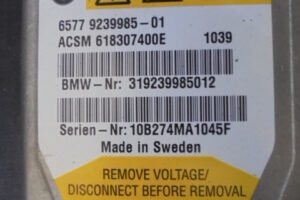 6577 9239985-01
ACSM 618307400E 1039
BMW-Nr: 319239985012
Serien-Nr: 10B274MA1045F
Made in Sweden
REMOVE VOLTAGE/
DISCONNECT BEFORE REMOVAL